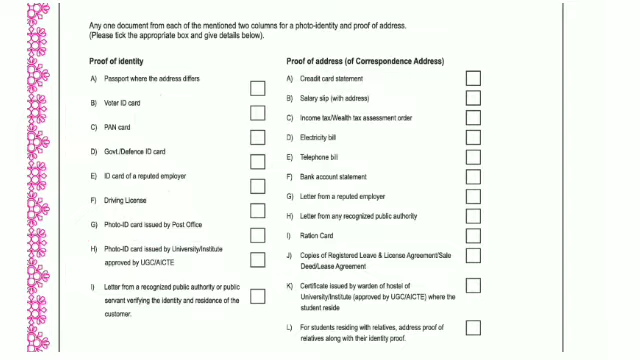 Any one document from each of the mentioned two columns for a photo-identity and proof of address.
(Please tick the appropriate box and give details below).
Proof of identity
A) Passport where the address differs
B) Voter ID card
C) PAN card
D) Govt./Defence ID card
E) ID card of a reputed employer
F) Driving License
G) Photo-ID card issued by Post Office
H) Photo-ID card issued by University/Institute
approved by UGC/AICTE
I) Letter from a recognized public authority or public
servant verifying the identity and residence of the
customer.
Proof of address (of Correspondence Address)
A) Creadit card statement
B) Salary slip (with address)
C) Income tax/Wealth tax assessment order
D) Electricity bill
E) Telephone bill
F) Bank account statement
G) Letter from a reputed employer
H) Letter from any recognized public authority
I) Ration Card
J) Copies of Registered Leave & License Agreement/Sale
Deed/Lease Agreement
K) Certificate issued by warden of hostel of
University/Institute (approved by UGC/AICTE) where the
student reside
L) For students residing with relatives, address proof of
relatives along with their identity proof.